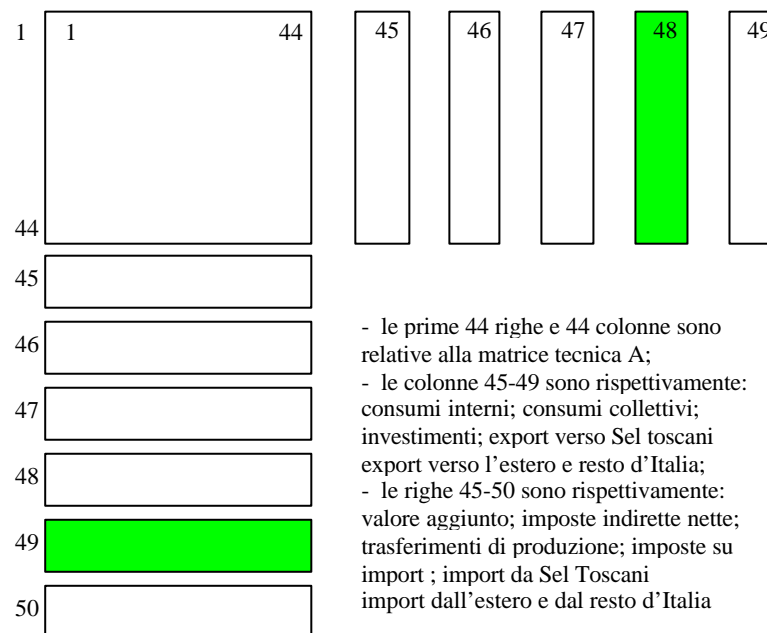 1 1 44 45 46 47 48 49
44
45
46
47
48
49
50
- le prime 44 righe e 44 colonne sono
relative alla matrice tecnica A;
- le colonne 45-49 sono rispettivamente:
consumi interni; consumi collettivi;
investimenti; export verso Sel toscani
export verso l'estero e resto d'Italia;
- le righe 45-50 sono rispettivamente:
valore aggiunto; imposte indirette nette;
trasferimenti di produzione; imposte su
import ; import da Sel Toscani
import dall'estero e dal resto d'Italia